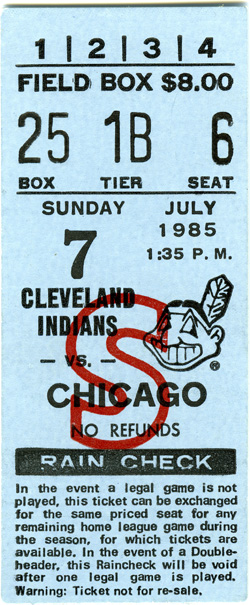 1|2|3|4
FIELD BOX $8.00
25 1B 6
BOX TIER SEAT
SUNDAY JULY
7 1985
1:35 P.M.
CLEVELAND
INDIANS
®
— VS. —
S
CHICAGO
NO REFUNDS
RAIN CHECK
In the event a legal game is not
played, this ticket can be exchanged
for the same priced seat for any
remaining home league game during
the season, for which tickets are
available. In the event of a Double-
header, this Raincheck will be void
after one legal game is played.
Warning: Ticket not for re-sale.